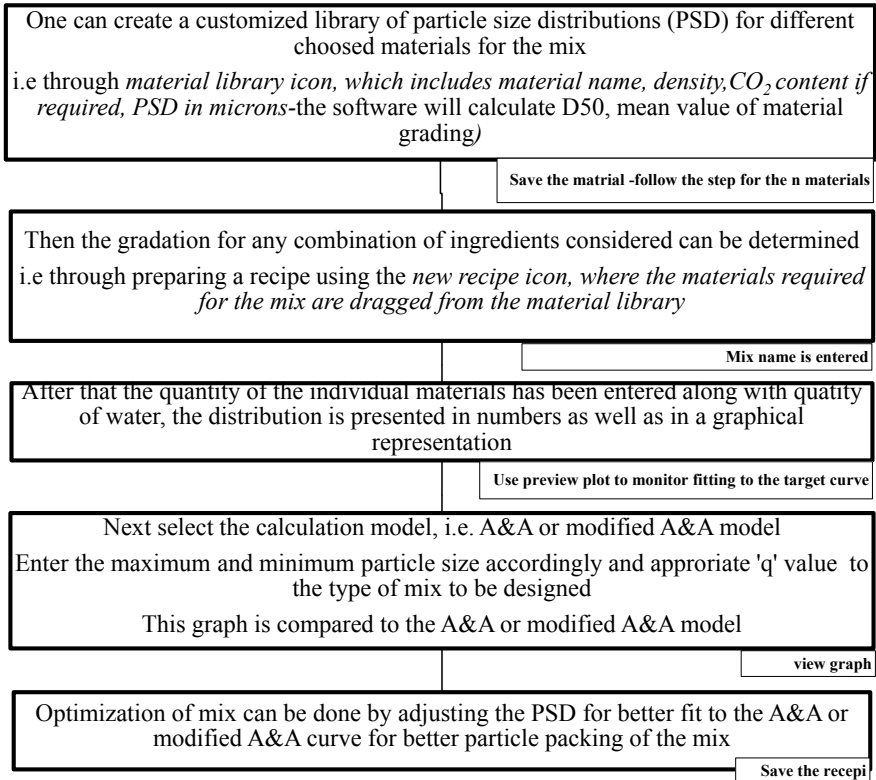 One can create a customized library of particle size distributions (PSD) for different
choosed materials for the mix
i.e through material library icon, which includes material name, density,CO2 content if
required, PSD in microns-the software will calculate D50, mean value of material
grading)
Save the matrial -follow the step for the n materials
Then the gradation for any combination of ingredients considered can be determined
i.e through preparing a recipe using the new recipe icon, where the materials required
for the mix are dragged from the material library
Mix name is entered
After that the quantity of the individual materials has been entered along with quatity
of water, the distribution is presented in numbers as well as in a graphical
representation
Use preview plot to monitor fitting to the target curve
Next select the calculation model, i.e. A&A or modified A&A model
Enter the maximum and minimum particle size accordingly and approriate 'q' value to
the type of mix to be designed
This graph is compared to the A&A or modified A&A model
view graph
Optimization of mix can be done by adjusting the PSD for better fit to the A&A or
modified A&A curve for better particle packing of the mix
Save the recepi